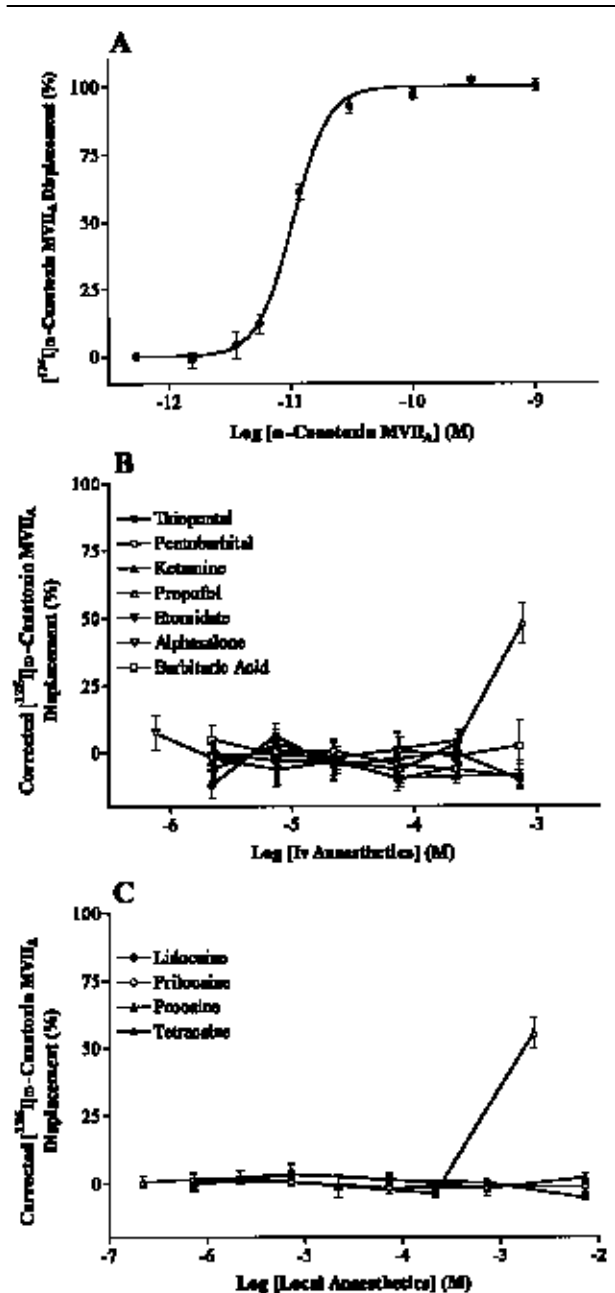 A
[125I]ω-Conotoxin MVIIA Displacement (%)
100
75
50
25
0
-12
-11
-10
-9
Log [ω-Conotoxin MVIIA] (M)
B
Corrected [125I]ω-Conotoxin MVIIA
Displacement (%)
100
75
50
25
0
Thiopental
Pentobarbital
Ketamine
Propofol
Etomidate
Alphaxalone
Barbituric Acid
-6
-5
-4
-3
Log [Iv Anaesthetics] (M)
C
Corrected [125I]ω-Conotoxin MVIIA
Displacement (%)
100
75
50
25
0
Lidocaine
Prilocaine
Procaine
Tetracaine
-7
-6
-5
-4
-3
-2
Log [Local Anaesthetics] (M)